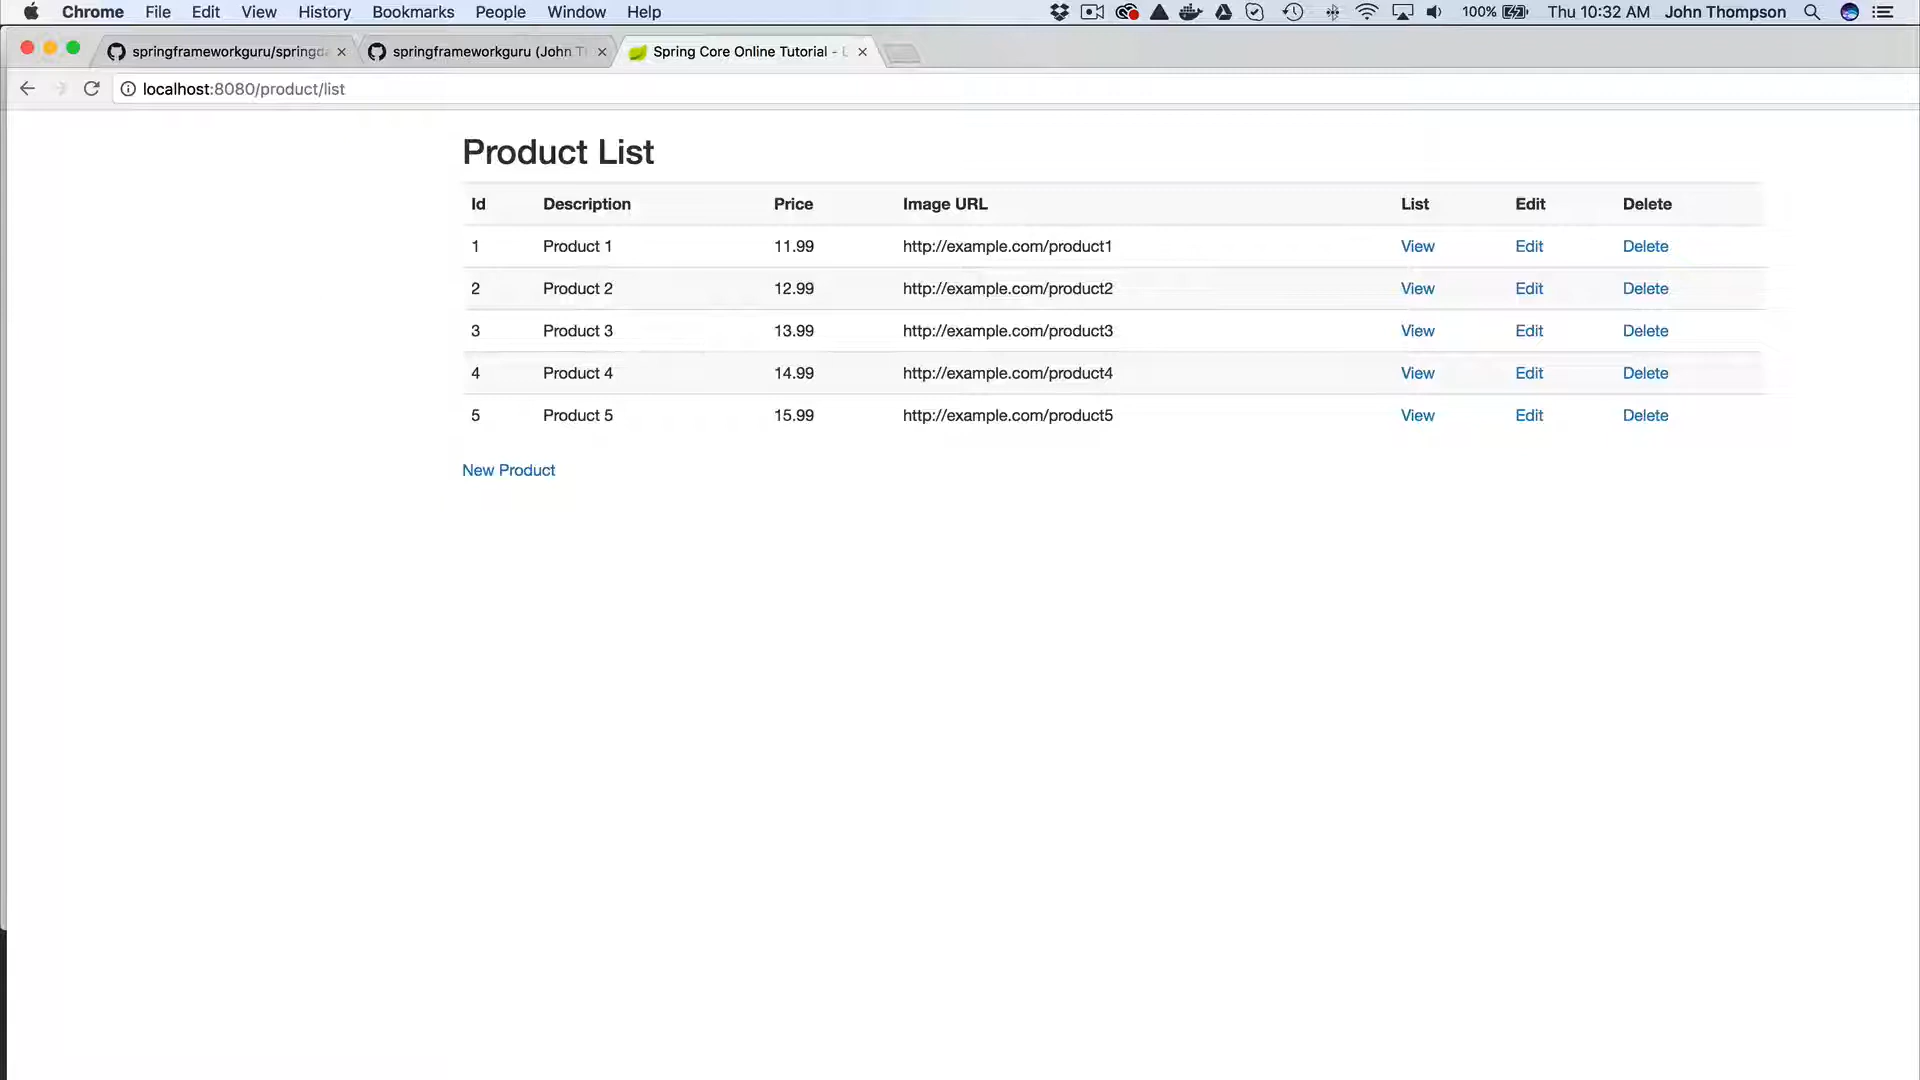 Chrome File Edit View History Bookmarks People Window Help 100% Thu 10:32 AM John Thompson
springframeworkguru/springda springframeworkguru (John T Spring Core Online Tutorial -
localhost:8080/product/list
Product List
Id Description Price Image URL List Edit Delete
1 Product 1 11.99 http://example.com/product1 View Edit Delete
2 Product 2 12.99 http://example.com/product2 View Edit Delete
3 Product 3 13.99 http://example.com/product3 View Edit Delete
4 Product 4 14.99 http://example.com/product4 View Edit Delete
5 Product 5 15.99 http://example.com/product5 View Edit Delete
New Product